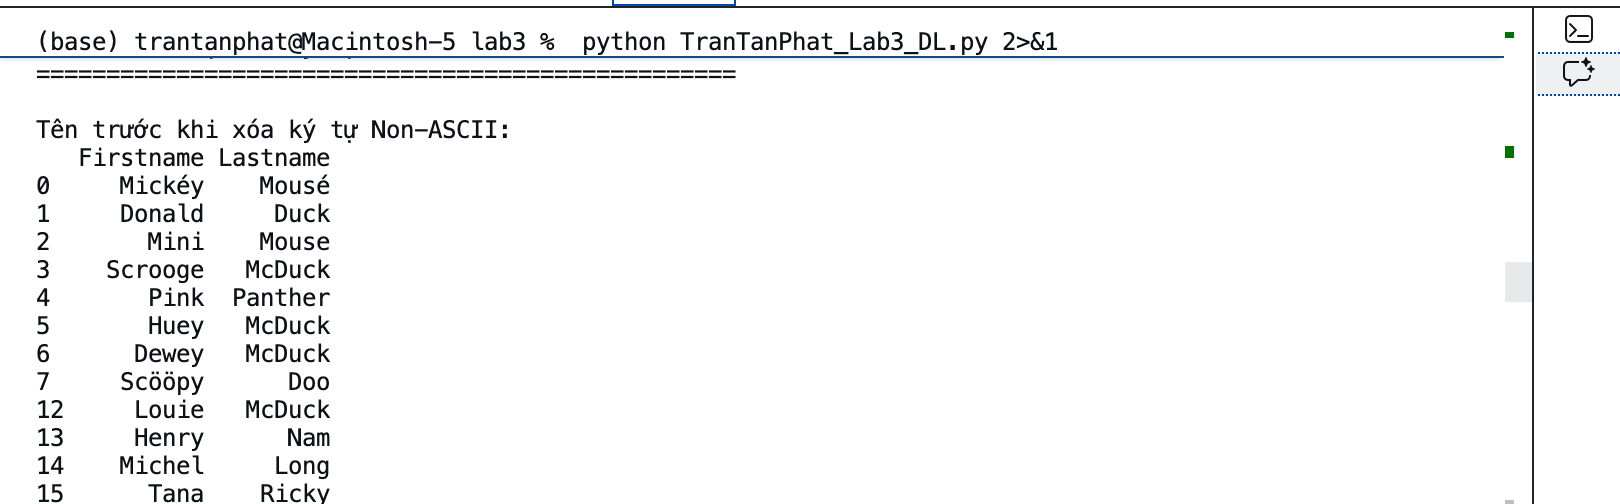 (base) trantanphat@Macintosh-5 lab3 %  python TranTanPhat_Lab3_DL.py 2>&1
==================================================
Tên trước khi xóa ký tự Non-ASCII:
   Firstname Lastname
0     Mickéy    Mousé
1     Donald     Duck
2       Mini    Mouse
3    Scrooge   McDuck
4       Pink  Panther
5       Huey   McDuck
6      Dewey   McDuck
7     Scööpy      Doo
12     Louie   McDuck
13     Henry      Nam
14    Michel     Long
15      Tana    Ricky